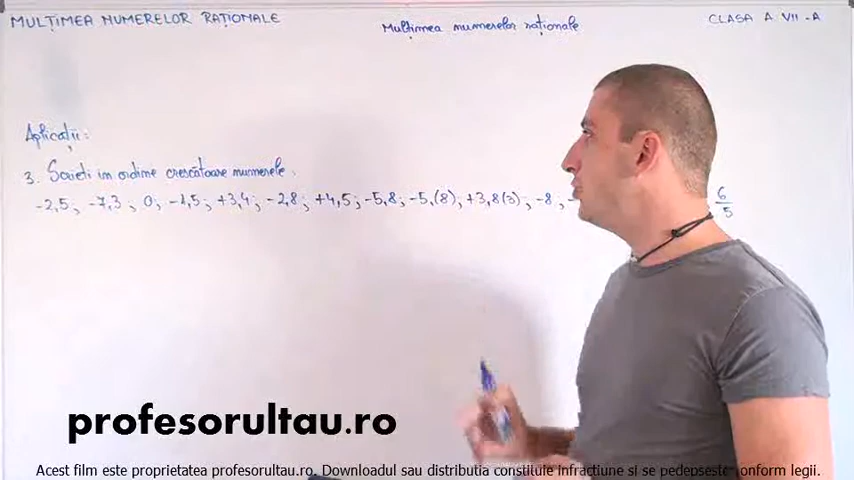 MULȚIMEA NUMERELOR RAȚIONALE
Mulțimea numerelor raționale
CLASA A VII-A
Aplicații:
3. Scrieti in ordine crescătoare numerele.
-2,5; -7,3; 0; -1,5; +3,4; -2,8; +4,5; -5,8; -5,(8); +3,8(3); -8; - 6/5
profesorultau.ro
Acest film este proprietatea profesorultau.ro. Downloadul sau distributia constituie infractiune si se pedepseste conform legii.